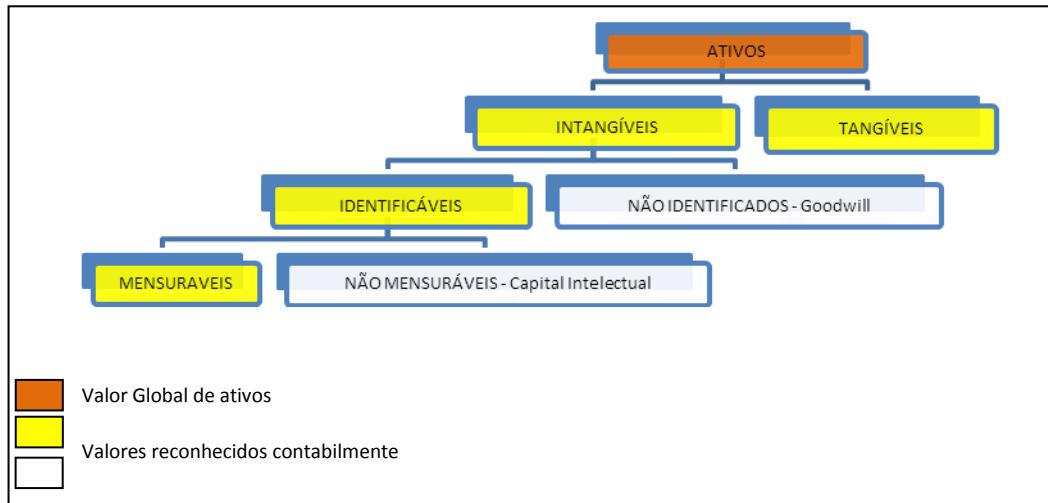 ATIVOS
INTANGÍVEIS
TANGÍVEIS
IDENTIFICÁVEIS
NÃO IDENTIFICADOS - Goodwill
MENSURAVEIS
NÃO MENSURÁVEIS - Capital Intelectual
Valor Global de ativos
Valores reconhecidos contabilmente